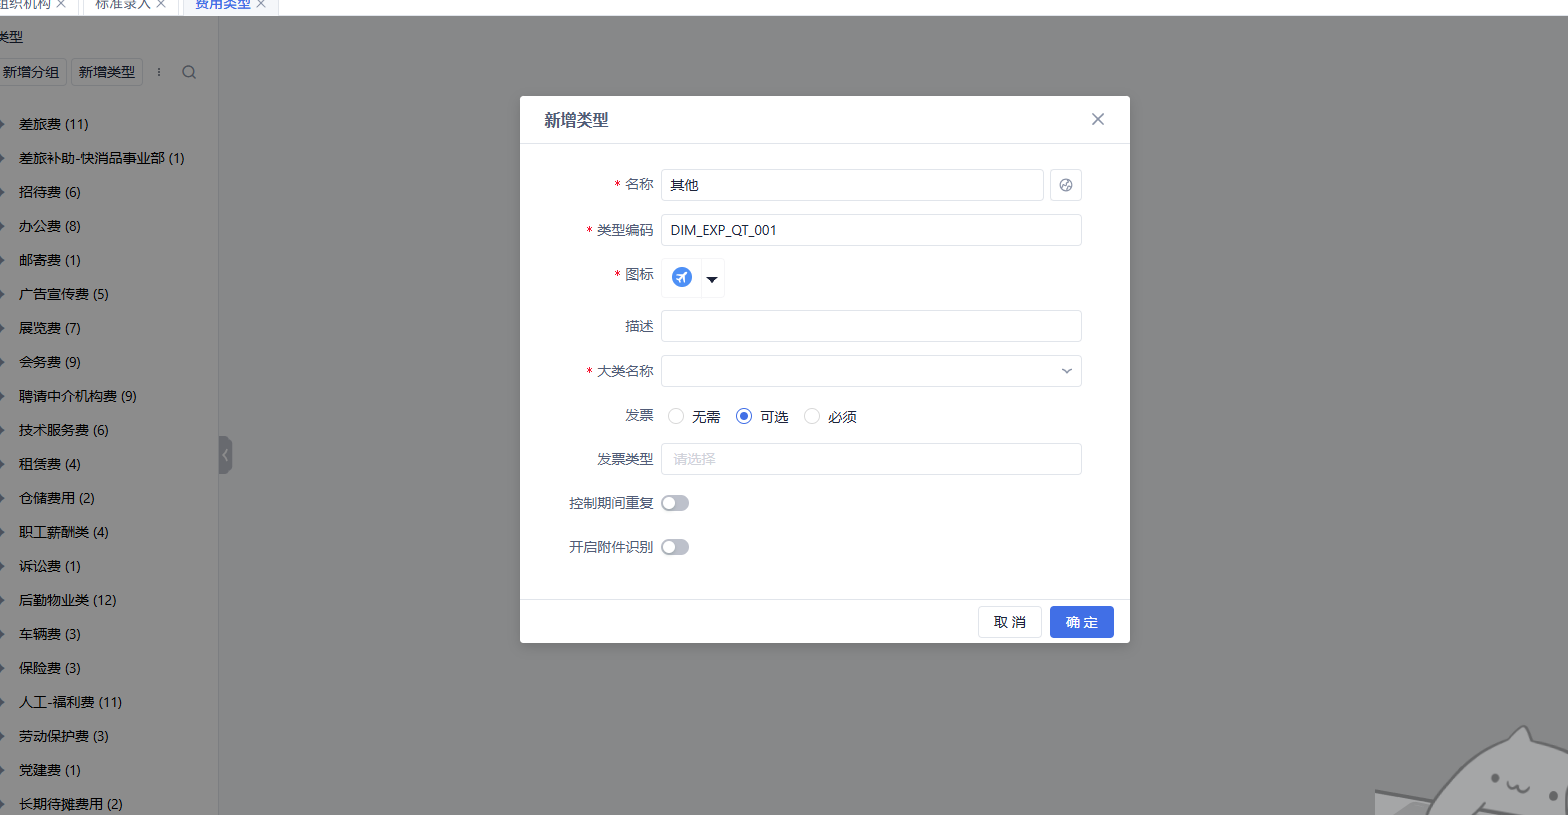 组织机构
标准录入
费用类型
类型
新增分组
新增类型
差旅费 (11)
差旅补助-快消品事业部 (1)
招待费 (6)
办公费 (8)
邮寄费 (1)
广告宣传费 (5)
展览费 (7)
会务费 (9)
聘请中介机构费 (9)
技术服务费 (6)
租赁费 (4)
仓储费用 (2)
职工薪酬类 (4)
诉讼费 (1)
后勤物业类 (12)
车辆费 (3)
保险费 (3)
人工-福利费 (11)
劳动保护费 (3)
党建费 (1)
长期待摊费用 (2)
新增类型
* 名称 其他
* 类型编码 DIM_EXP_QT_001
* 图标
描述
* 大类名称
发票 无需 可选 必须
发票类型 请选择
控制期间重复
开启附件识别
取 消 确 定